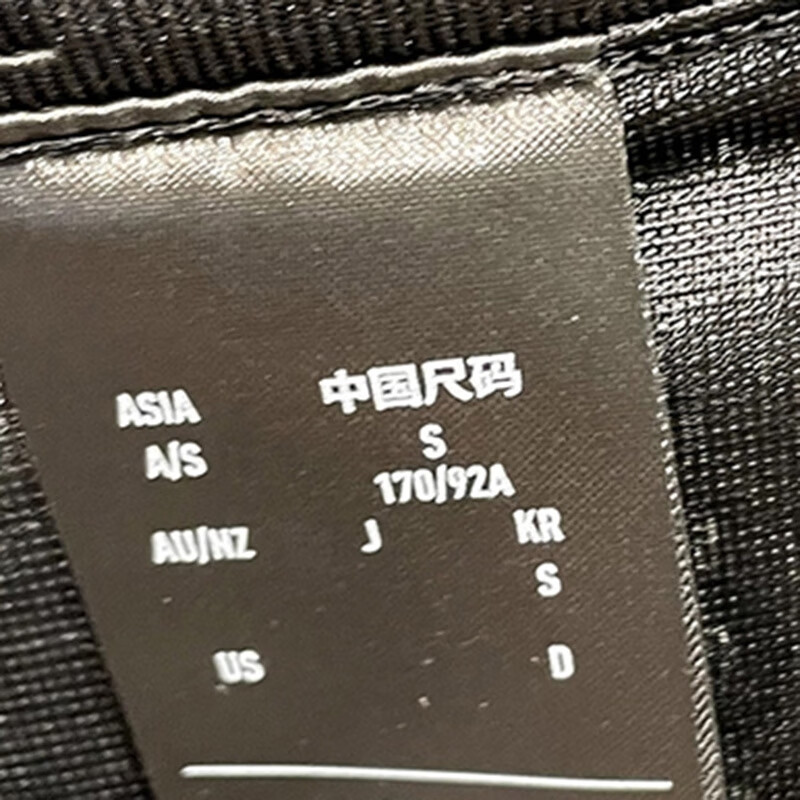 ASIA 中国尺码
A/S S
170/92A
AU/NZ J KR
S
US D